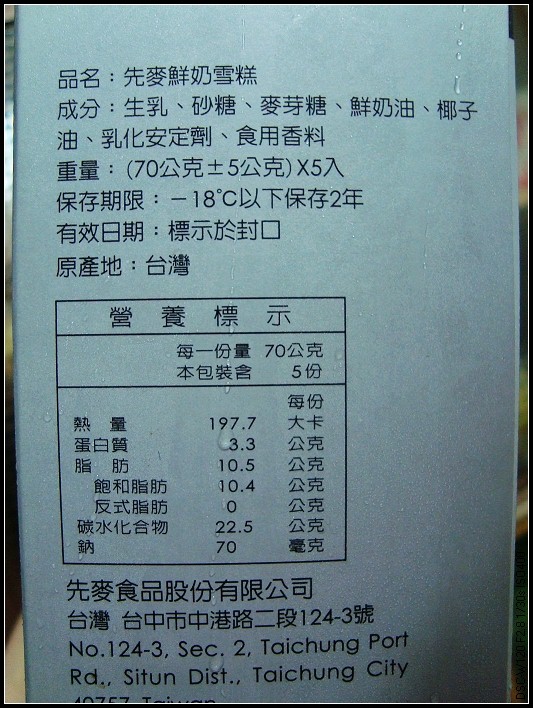 品名：先麥鮮奶雪糕
成分：生乳、砂糖、麥芽糖、鮮奶油、椰子
油、乳化安定劑、食用香料
重量：(70公克±5公克)X5入
保存期限：－18°C以下保存2年
有效日期：標示於封口
原產地：台灣
營養標示
每一份量 70公克
本包裝含 5份
每份
熱量 197.7 大卡
蛋白質 3.3 公克
脂肪 10.5 公克
飽和脂肪 10.4 公克
反式脂肪 0 公克
碳水化合物 22.5 公克
鈉 70 毫克
先麥食品股份有限公司
台灣 台中市中港路二段124-3號
No.124-3, Sec. 2, Taichung Port
Rd., Situn Dist., Taichung City
40757 Taiwan